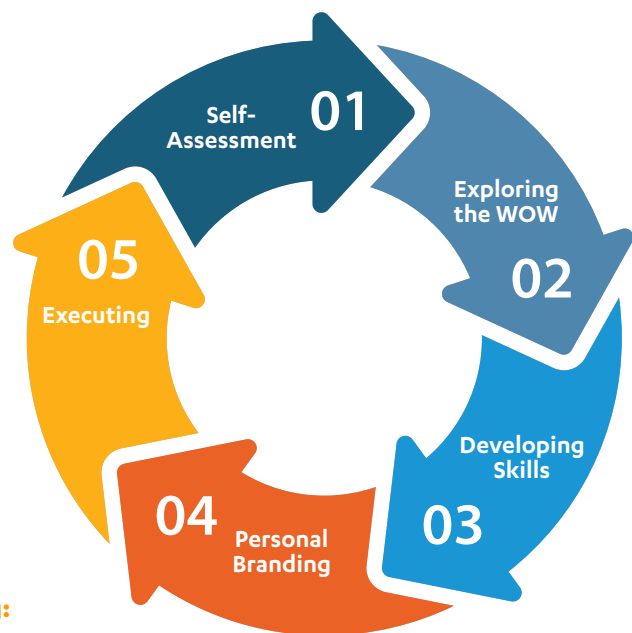 Self-
Assessment
01
Exploring
the WOW
02
Developing
Skills
03
04
Personal
Branding
05
Executing